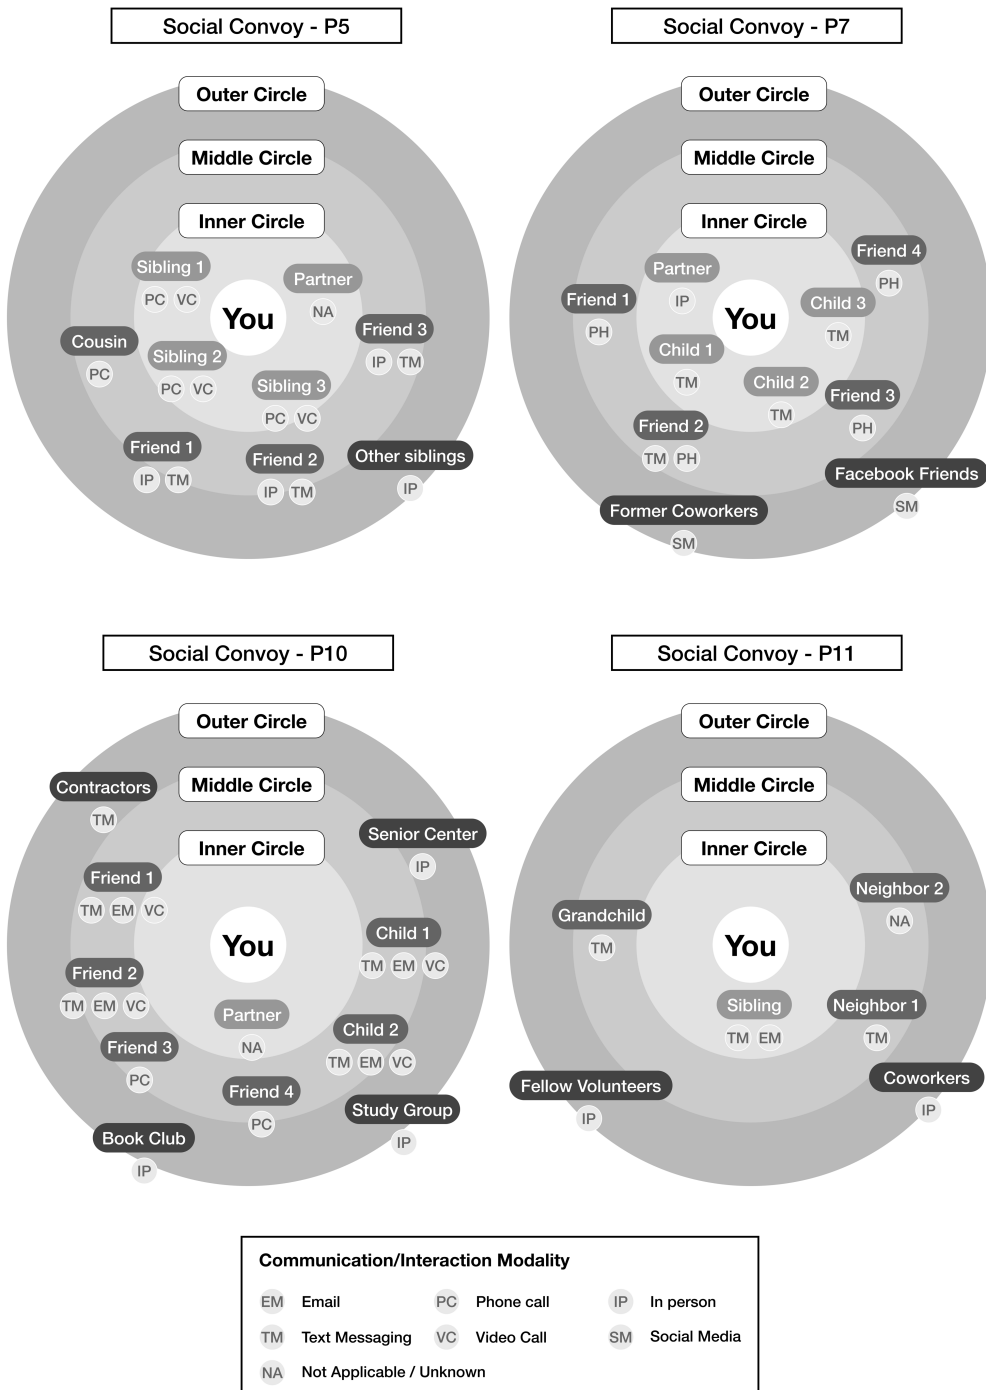 Social Convoy - P5
Outer Circle
Middle Circle
Inner Circle
Sibling 1
PC VC
Partner
NA
You
Cousin
PC
Friend 3
IP TM
Sibling 2
PC VC
Sibling 3
PC VC
Friend 1
IP TM
Friend 2
IP TM
Other siblings
IP
Social Convoy - P7
Outer Circle
Middle Circle
Inner Circle
Friend 4
PH
Partner
IP
Friend 1
PH
Child 3
TM
You
Child 1
TM
Child 2
TM
Friend 3
PH
Friend 2
TM PH
Facebook Friends
SM
Former Coworkers
SM
Social Convoy - P10
Outer Circle
Middle Circle
Inner Circle
Contractors
TM
Senior Center
IP
Friend 1
TM EM VC
You
Child 1
TM EM VC
Friend 2
TM EM VC
Partner
NA
Child 2
TM EM VC
Friend 3
PC
Friend 4
PC
Study Group
IP
Book Club
IP
Social Convoy - P11
Outer Circle
Middle Circle
Inner Circle
Neighbor 2
NA
Grandchild
TM
You
Sibling
TM EM
Neighbor 1
TM
Fellow Volunteers
IP
Coworkers
IP
Communication/Interaction Modality
EM Email PC Phone call IP In person
TM Text Messaging VC Video Call SM Social Media
NA Not Applicable / Unknown